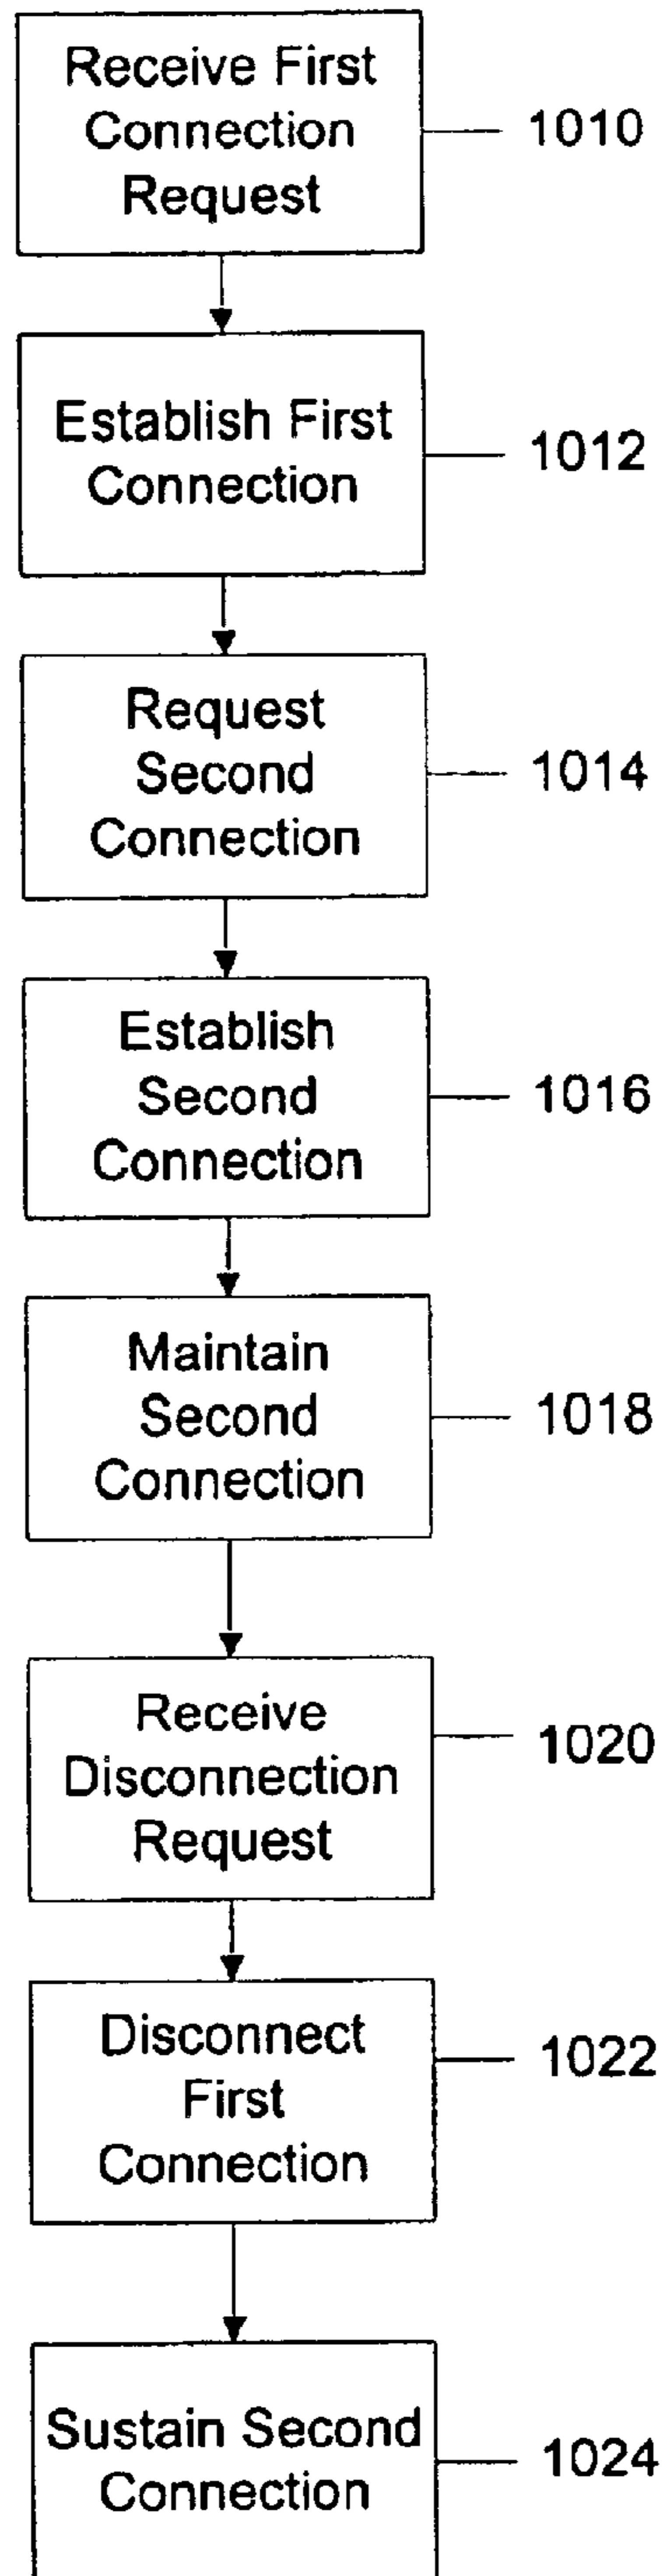 Receive First
Connection
Request
1010
Establish First
Connection
1012
Request
Second
Connection
1014
Establish
Second
Connection
1016
Maintain
Second
Connection
1018
Receive
Disconnection
Request
1020
Disconnect
First
Connection
1022
Sustain Second
Connection
1024